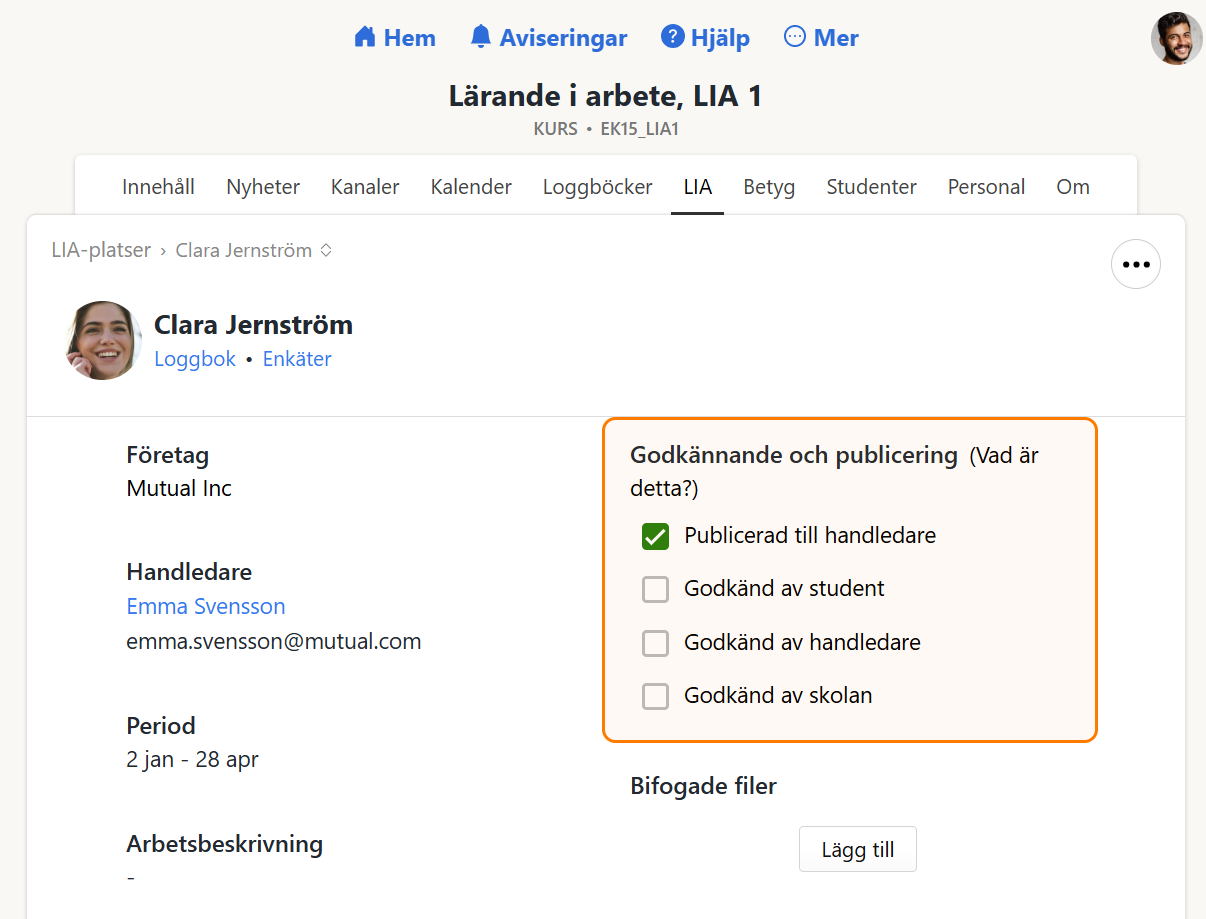 Hem Aviseringar Hjälp Mer
Lärande i arbete, LIA 1
KURS • EK15_LIA1
Innehåll Nyheter Kanaler Kalender Loggböcker LIA Betyg Studenter Personal Om
LIA-platser › Clara Jernström
Clara Jernström
Loggbok • Enkäter
Företag
Mutual Inc
Handledare
Emma Svensson
emma.svensson@mutual.com
Period
2 jan - 28 apr
Arbetsbeskrivning
-
Godkännande och publicering (Vad är
detta?)
Publicerad till handledare
Godkänd av student
Godkänd av handledare
Godkänd av skolan
Bifogade filer
Lägg till